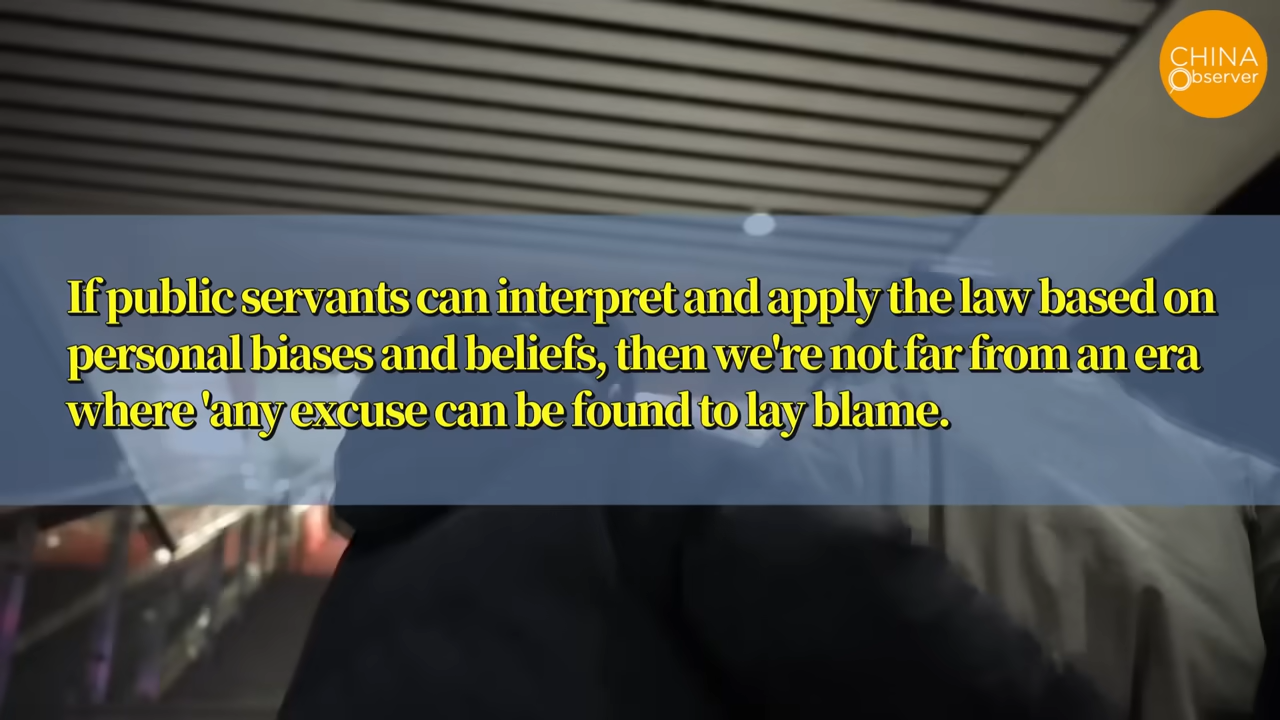 CHINA
Observer
If public servants can interpret and apply the law based on
personal biases and beliefs, then we're not far from an era
where 'any excuse can be found to lay blame.